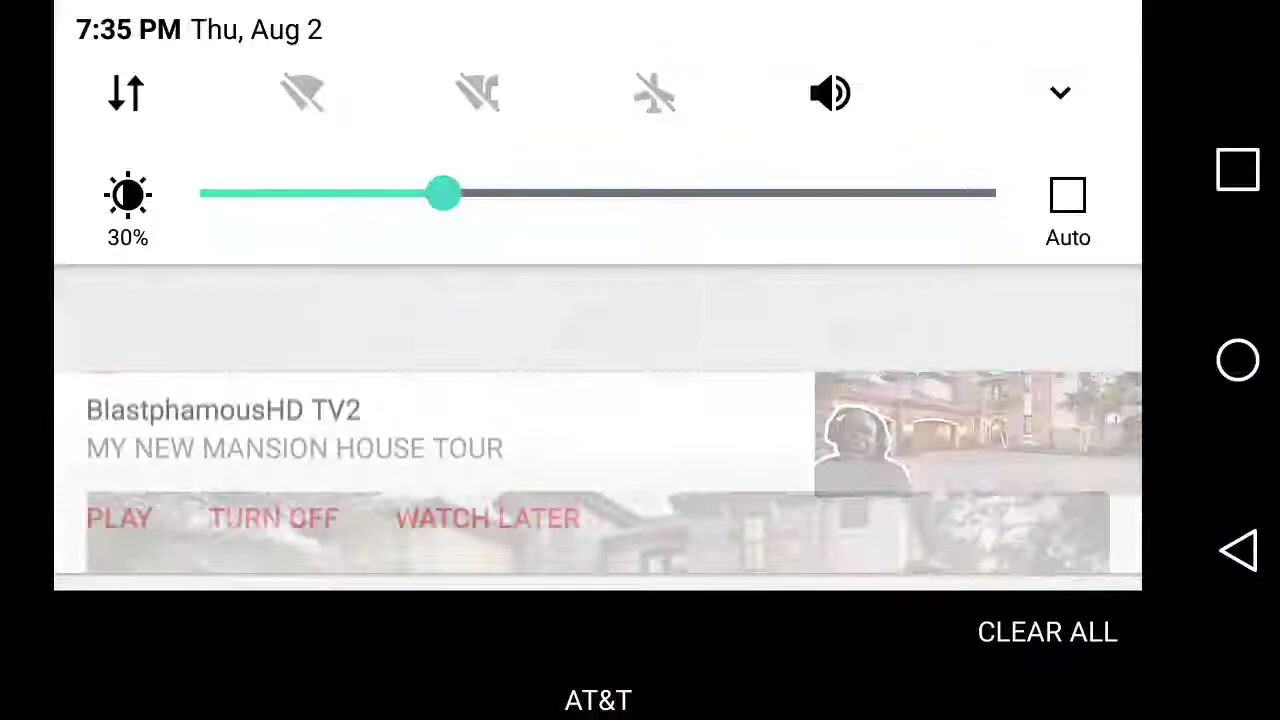 7:35 PM Thu, Aug 2
30%
Auto
BlastphamousHD TV2
MY NEW MANSION HOUSE TOUR
PLAY TURN OFF WATCH LATER
CLEAR ALL
AT&T